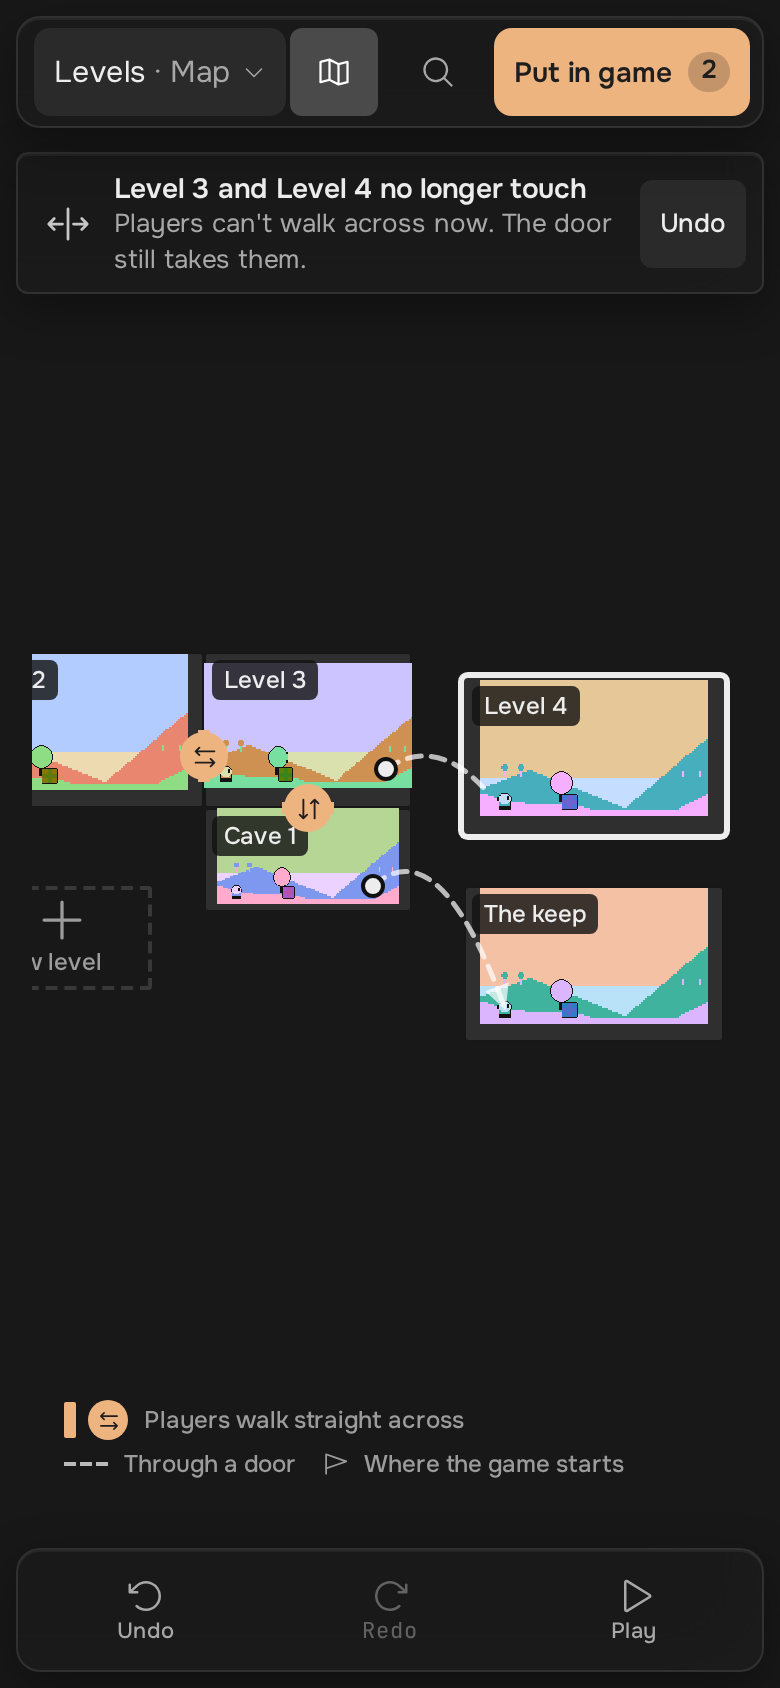 Levels · Map
Put in game 2
Level 3 and Level 4 no longer touch
Players can't walk across now. The door
still takes them.
Undo
2
Level 3
Level 4
Cave 1
The keep
level
Players walk straight across
Through a door
Where the game starts
Undo
Redo
Play